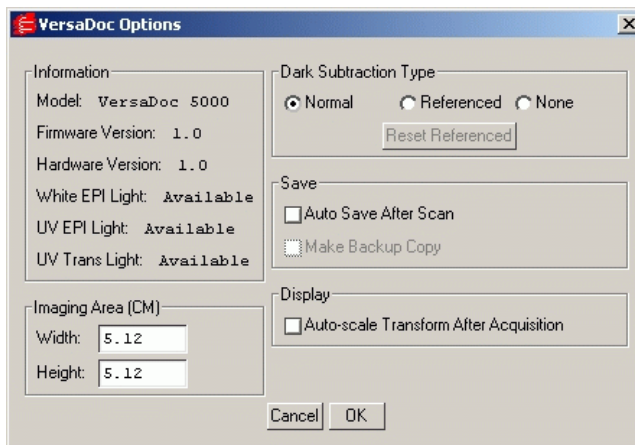 VersaDoc Options
Information
Model: VersaDoc 5000
Firmware Version: 1.0
Hardware Version: 1.0
White EPI Light: Available
UV EPI Light: Available
UV Trans Light: Available
Imaging Area (CM)
Width: 5.12
Height: 5.12
Dark Subtraction Type
Normal Referenced None
Reset Referenced
Save
Auto Save After Scan
Make Backup Copy
Display
Auto-scale Transform After Acquisition
Cancel OK